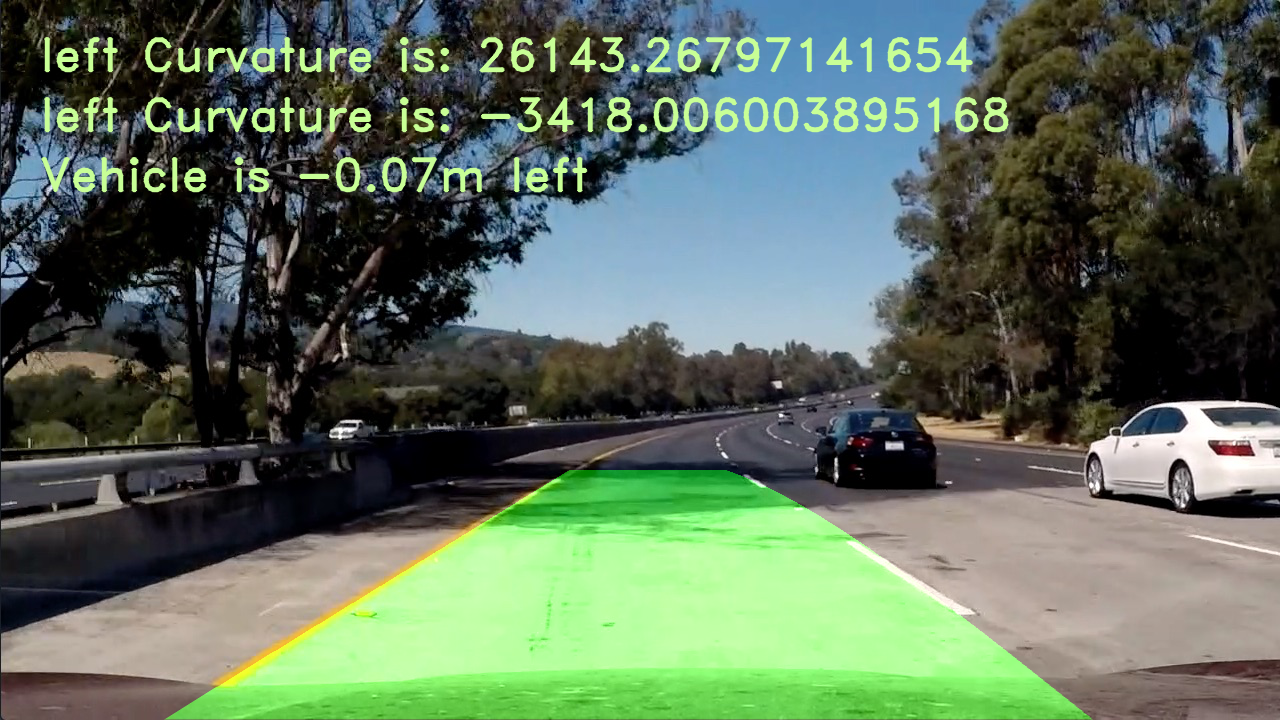 left Curvature is: 26143.26797141654
left Curvature is: -3418.006003895168
Vehicle is -0.07m left